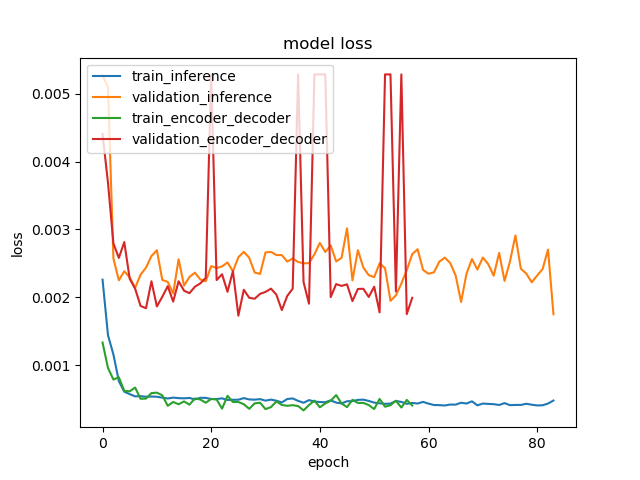 model loss
train_inference
validation_inference
train_encoder_decoder
validation_encoder_decoder
0.005
0.004
0.003
0.002
0.001
loss
0 20 40 60 80
epoch